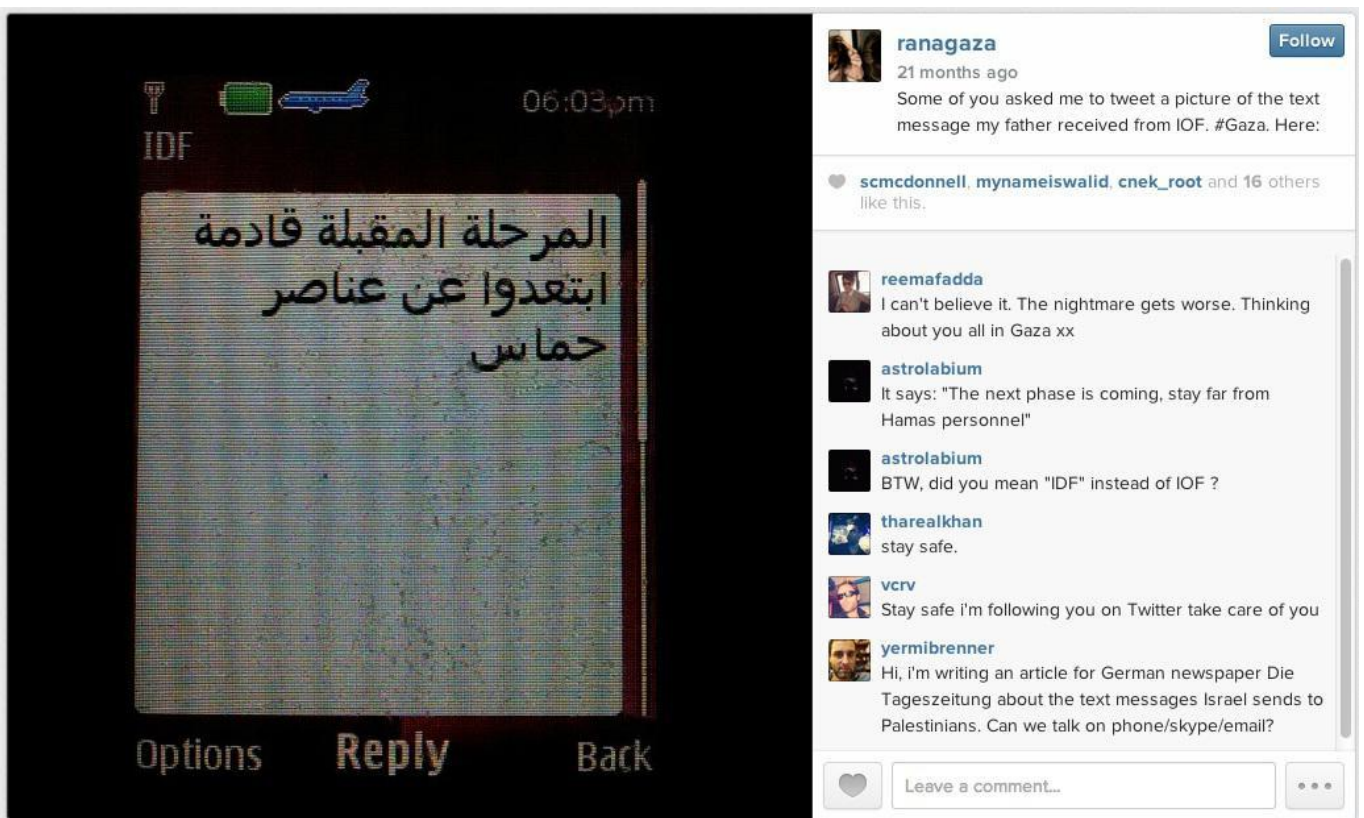 06:03pm
IDF
المرحلة المقبلة قادمة
ابتعدوا عن عناصر
حماس
Options Reply Back
ranagaza
Follow
21 months ago
Some of you asked me to tweet a picture of the text
message my father received from IOF. #Gaza. Here:
scmcdonnell, mynameiswalid, cnek_root and 16 others
like this.
reemafadda
I can't believe it. The nightmare gets worse. Thinking
about you all in Gaza xx
astrolabium
It says: "The next phase is coming, stay far from
Hamas personnel"
astrolabium
BTW, did you mean "IDF" instead of IOF ?
tharealkhan
stay safe.
vcrv
Stay safe i'm following you on Twitter take care of you
yermibrenner
Hi, i'm writing an article for German newspaper Die
Tageszeitung about the text messages Israel sends to
Palestinians. Can we talk on phone/skype/email?
Leave a comment...